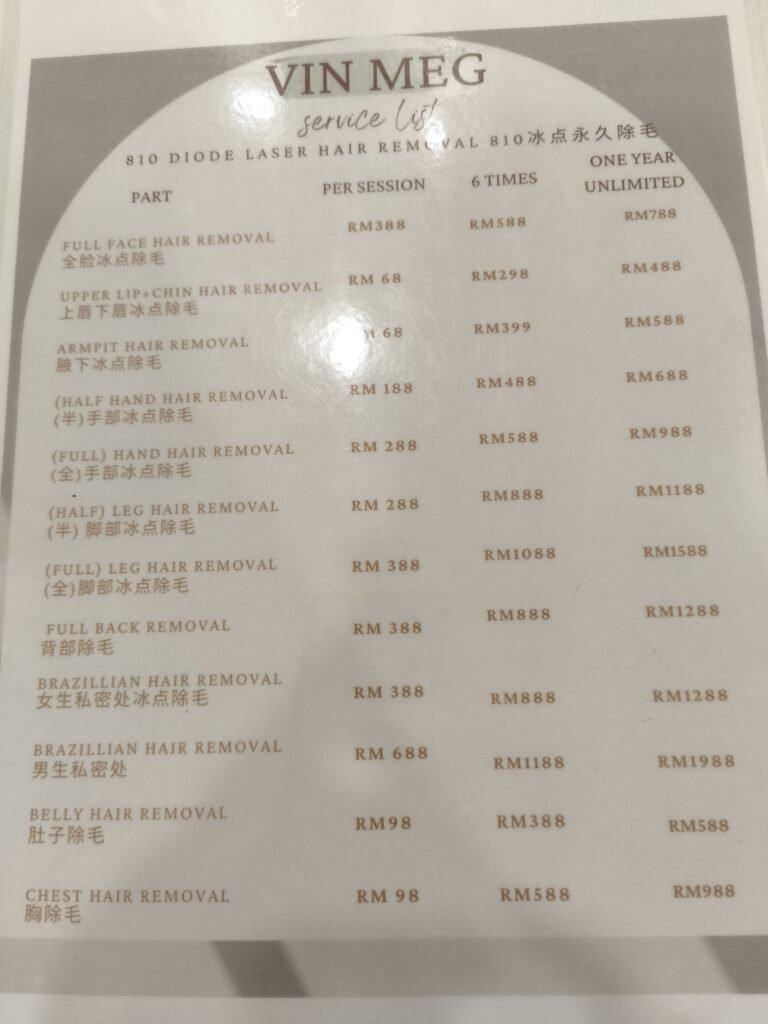 VIN MEG
service list
810 DIODE LASER HAIR REMOVAL 810冰点永久除毛
PART PER SESSION 6 TIMES ONE YEAR UNLIMITED
FULL FACE HAIR REMOVAL RM388 RM588 RM788
全脸冰点除毛
UPPER LIP+CHIN HAIR REMOVAL RM 68 RM298 RM488
上唇下唇冰点除毛
ARMPIT HAIR REMOVAL 68 RM399 RM588
腋下冰点除毛
(HALF HAND HAIR REMOVAL RM 188 RM488 RM688
(半)手部冰点除毛
(FULL) HAND HAIR REMOVAL RM 288 RM588 RM988
(全)手部冰点除毛
(HALF) LEG HAIR REMOVAL RM 288 RM888 RM1188
(半) 脚部冰点除毛
(FULL) LEG HAIR REMOVAL RM 388 RM1088 RM1588
(全)脚部冰点除毛
FULL BACK REMOVAL RM 388 RM888 RM1288
背部除毛
BRAZILLIAN HAIR REMOVAL RM 388 RM888 RM1288
女生私密处冰点除毛
BRAZILLIAN HAIR REMOVAL RM 688 RM1188 RM1988
男生私密处
BELLY HAIR REMOVAL RM98 RM388 RM588
肚子除毛
CHEST HAIR REMOVAL RM 98 RM588 RM988
胸除毛